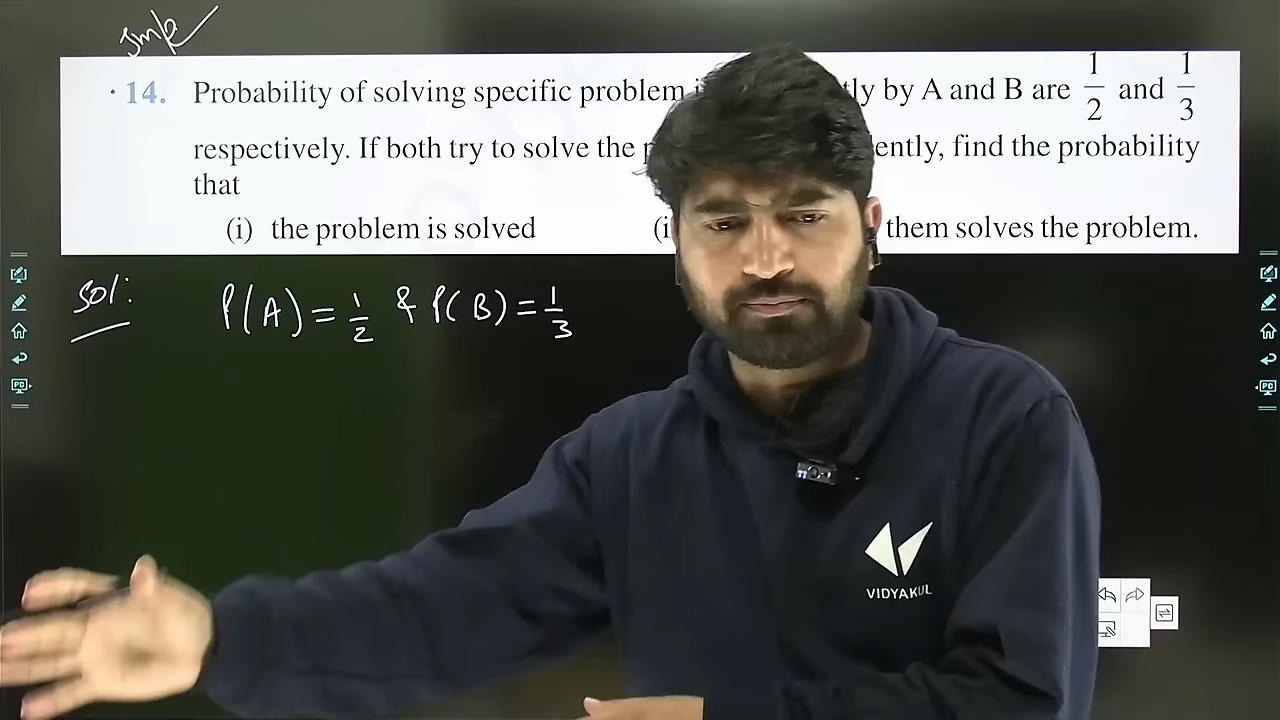 Imp
14. Probability of solving specific problem tly by A and B are 1/2 and 1/3
respectively. If both try to solve the ently, find the probability
that
(i) the problem is solved (i them solves the problem.
Sol: P(A) = 1/2 & P(B) = 1/3
VIDYAKUL
PC
PC